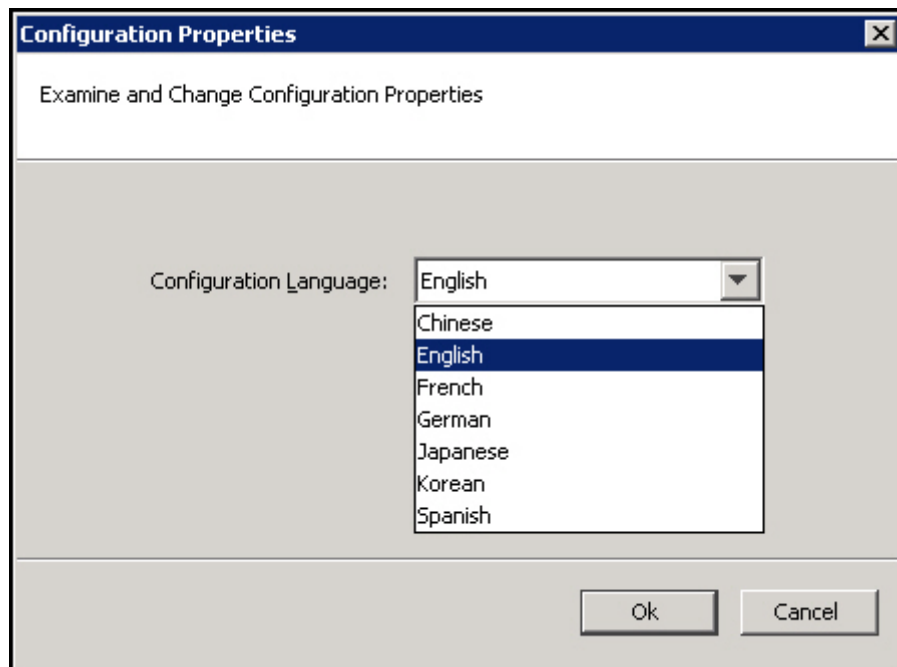 Configuration Properties
Examine and Change Configuration Properties
Configuration Language: English
Chinese
English
French
German
Japanese
Korean
Spanish
Ok Cancel